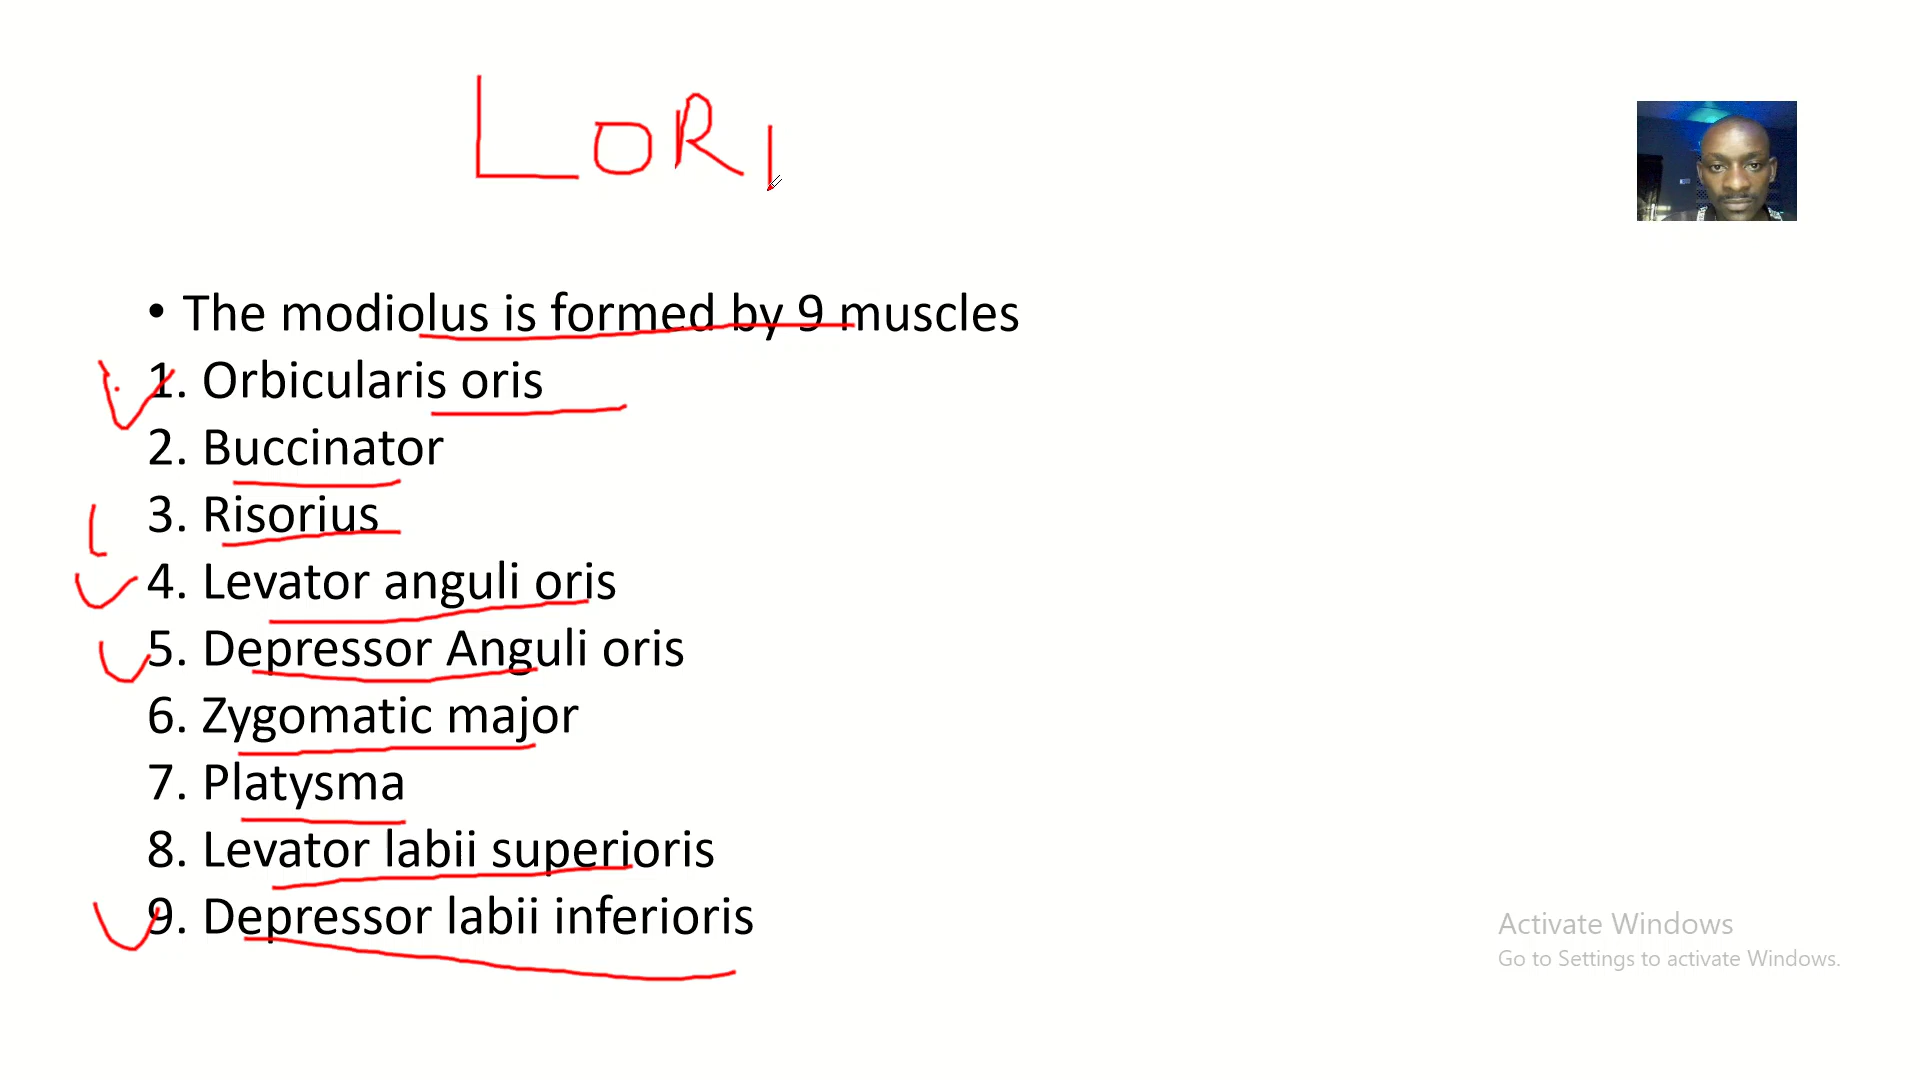 LORI
• The modiolus is formed by 9 muscles
1. Orbicularis oris
2. Buccinator
3. Risorius
4. Levator anguli oris
5. Depressor Anguli oris
6. Zygomatic major
7. Platysma
8. Levator labii superioris
9. Depressor labii inferioris
Activate Windows
Go to Settings to activate Windows.